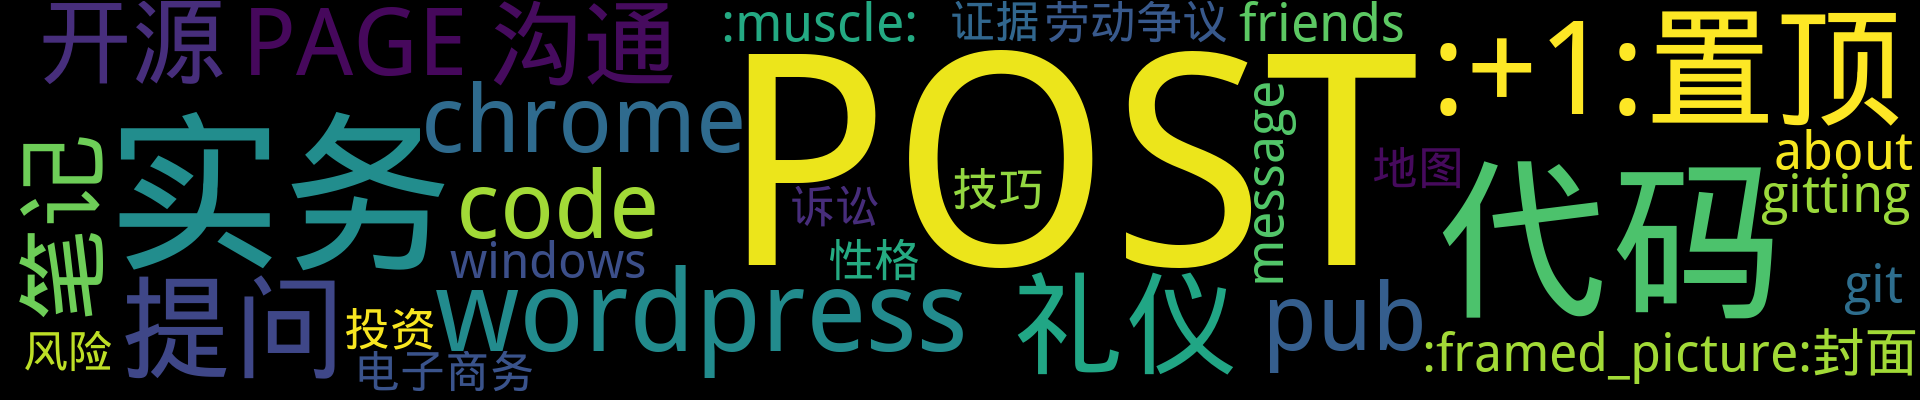 开源
PAGE
沟通
:muscle:
证据
劳动争议
friends
POST
:+1:置顶
chrome
实务
笔记
code
诉讼
技巧
message
地图
代码
about
gitting
windows
性格
提问
wordpress
礼仪
pub
git
风险
投资
电子商务
:framed_picture:封面